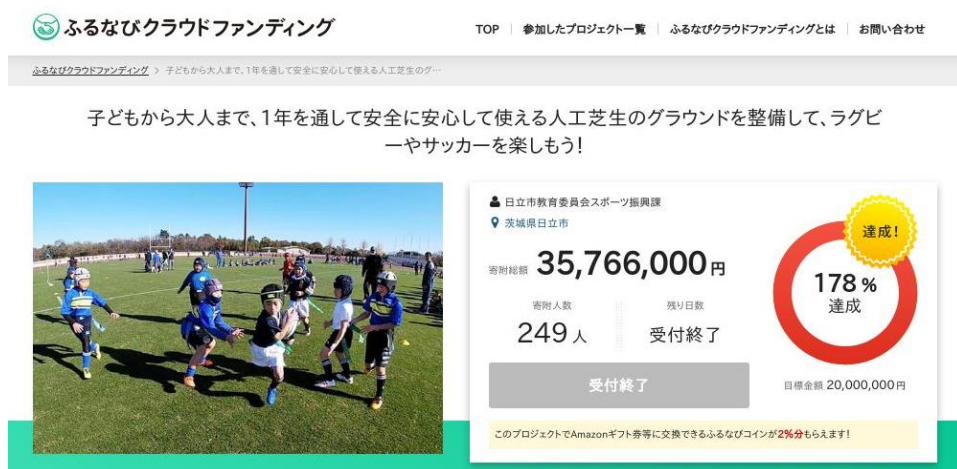 ふるなびクラウドファンディング
TOP 参加したプロジェクト一覧 ふるなびクラウドファンディングとは お問い合わせ
ふるなびクラウドファンディング > 子どもから大人まで、1年を通して安全に安心して使える人工芝生のグ…
子どもから大人まで、1年を通して安全に安心して使える人工芝生のグラウンドを整備して、ラグビ
ーやサッカーを楽しもう!
日立市教育委員会スポーツ振興課
茨城県日立市
寄附総額 35,766,000円
寄附人数 残り日数
249人 受付終了
受付終了
達成!
178%
達成
目標金額 20,000,000円
このプロジェクトでAmazonギフト券等に交換できるふるなびコインが2%分もらえます!